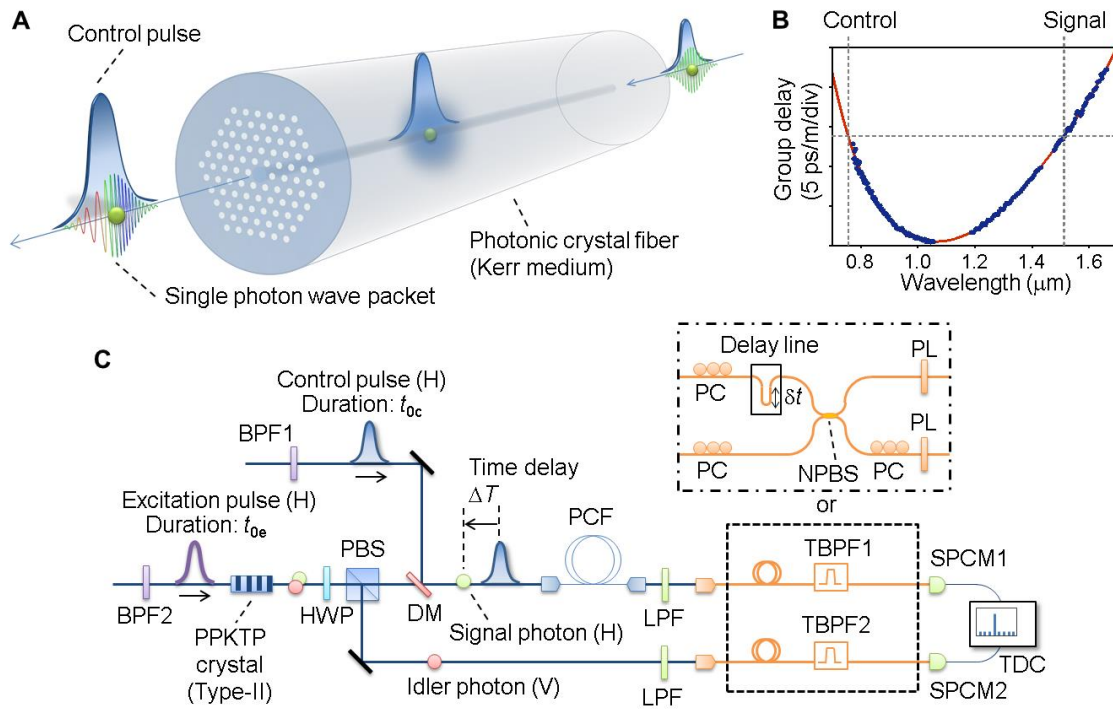 A
Control pulse
Photonic crystal fiber
(Kerr medium)
Single photon wave packet
B
Control
Signal
Group delay
(5 ps/m/div)
0.8
1.0
1.2
1.4
1.6
Wavelength (μm)
C
Control pulse (H)
Duration: t0c
BPF1
Excitation pulse (H)
Duration: t0e
BPF2
PPKTP
crystal
(Type-II)
HWP
PBS
DM
Time delay
ΔT
Signal photon (H)
PCF
Idler photon (V)
LPF
LPF
Delay line
PC
δt
PL
PC
NPBS
PC
PL
or
TBPF1
TBPF2
SPCM1
TDC
SPCM2